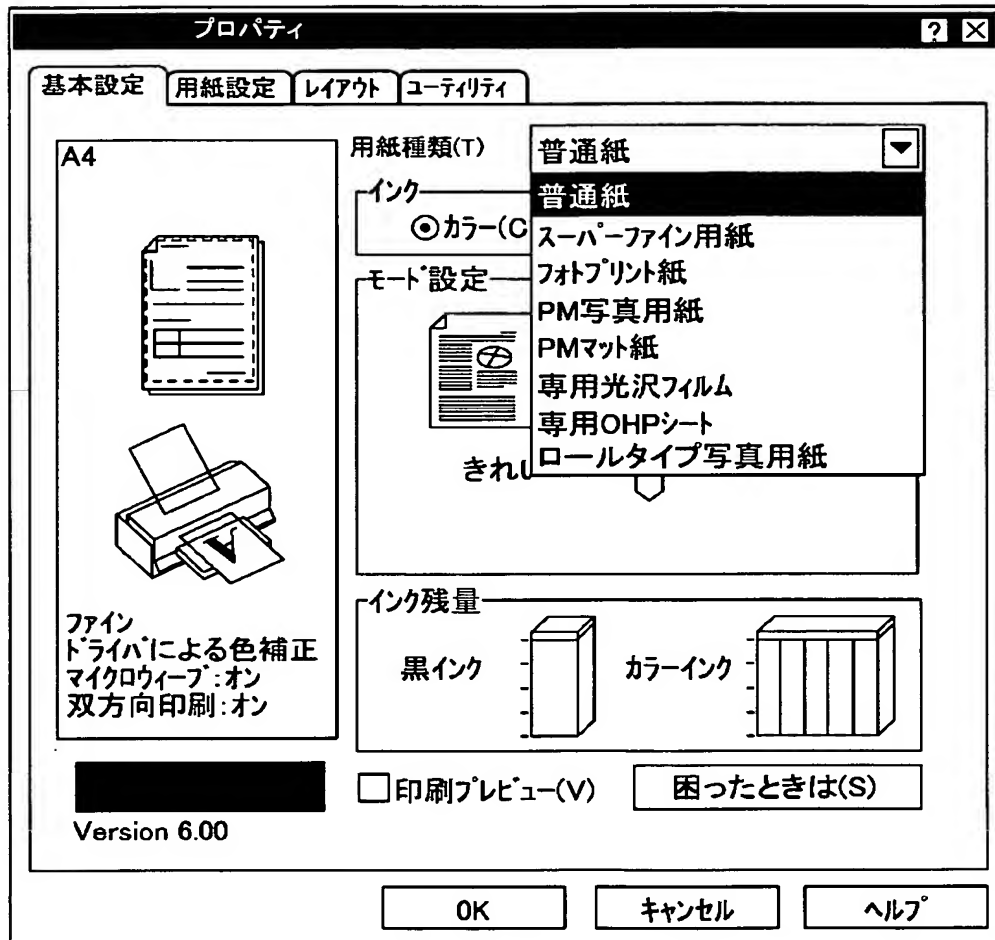 プロパティ
基本設定 用紙設定 レイアウト ユーティリティ
A4
用紙種類(T) 普通紙
普通紙
スーパーファイン用紙
フォトプリント紙
PM写真用紙
PMマット紙
専用光沢フィルム
専用OHPシート
ロールタイプ写真用紙
インク
カラー(C
モード設定
きれい
ファイン
ドライバによる色補正
マイクロウィーブ:オン
双方向印刷:オン
インク残量
黒インク カラーインク
印刷プレビュー(V) 困ったときは(S)
Version 6.00
OK キャンセル ヘルプ